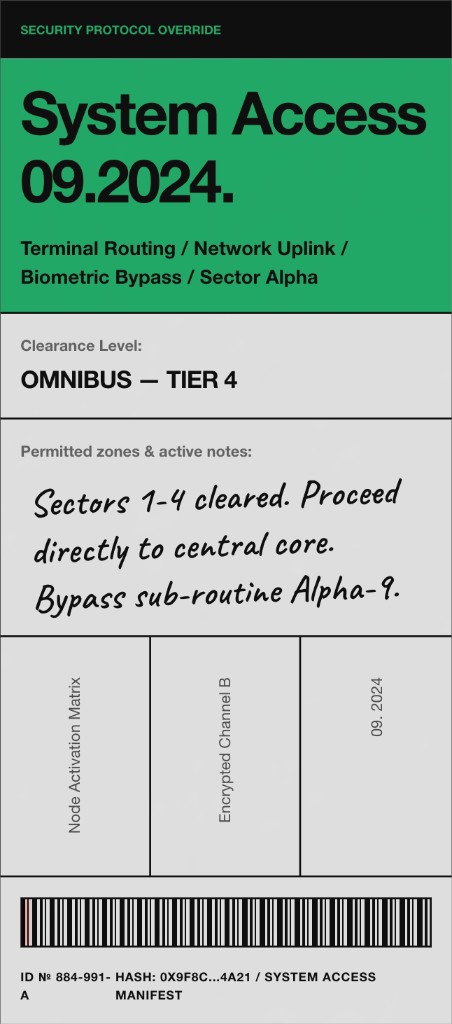 SECURITY PROTOCOL OVERRIDE
System Access
09.2024.
Terminal Routing / Network Uplink /
Biometric Bypass / Sector Alpha
Clearance Level:
OMNIBUS — TIER 4
Permitted zones & active notes:
Sectors 1-4 cleared. Proceed
directly to central core.
Bypass sub-routine Alpha-9.
Node Activation Matrix
Encrypted Channel B
09. 2024
ID № 884-991-
A
HASH: 0X9F8C...4A21 / SYSTEM ACCESS
MANIFEST